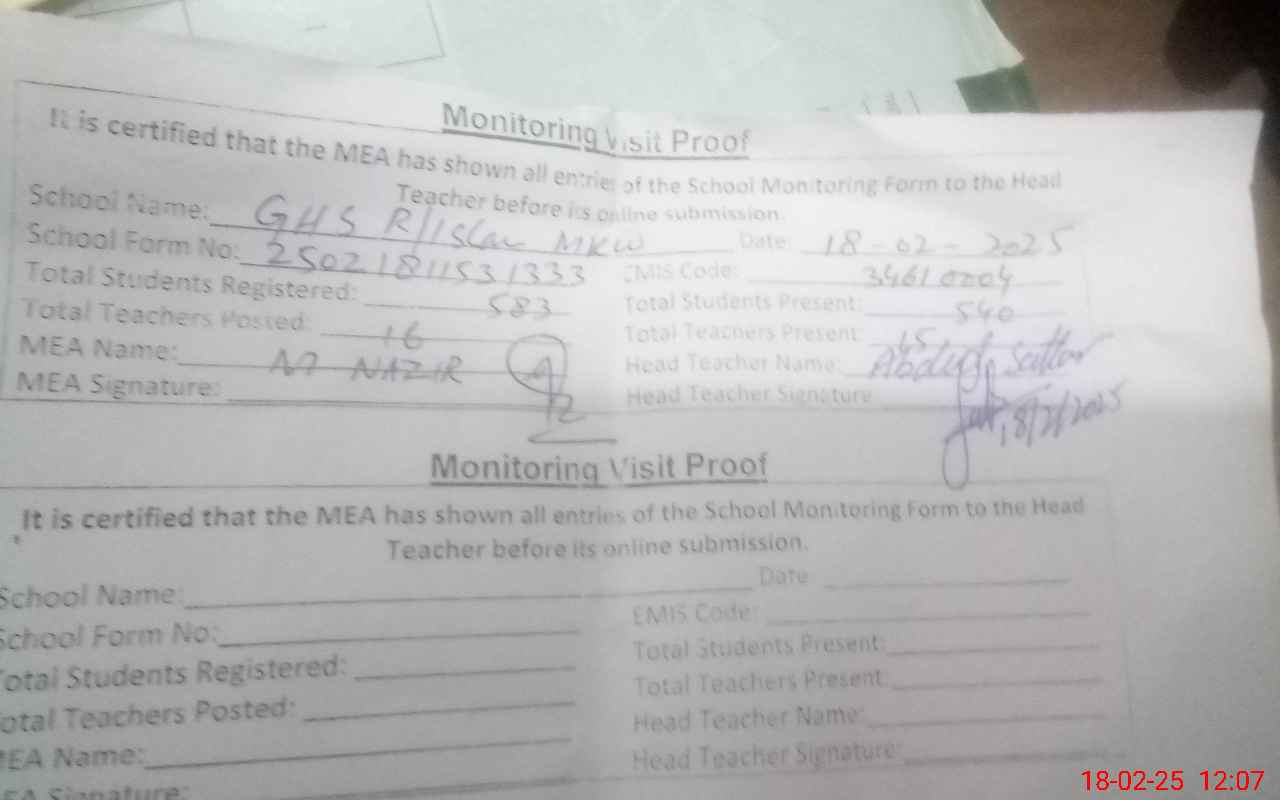 Monitoring Visit Proof
It is certified that the MEA has shown all entries of the School Monitoring Form to the Head
Teacher before its online submission.
School Name: GHS R/Islam MKW Date: 18-02-2025
School Form No: 25021811531333 EMIS Code: 34610004
Total Students Registered: 583 Total Students Present: 540
Total Teachers Posted: 16 Total Teachers Present: 15
MEA Name: M NAZIR Head Teacher Name: Abdul Sattar
MEA Signature: Head Teacher Signature 18/2/2025
Monitoring Visit Proof
It is certified that the MEA has shown all entries of the School Monitoring Form to the Head
Teacher before its online submission.
School Name: Date
School Form No: EMIS Code:
Total Students Registered: Total Students Present:
Total Teachers Posted: Total Teachers Present:
MEA Name: Head Teacher Name:
MEA Signature: Head Teacher Signature:
18-02-25 12:07